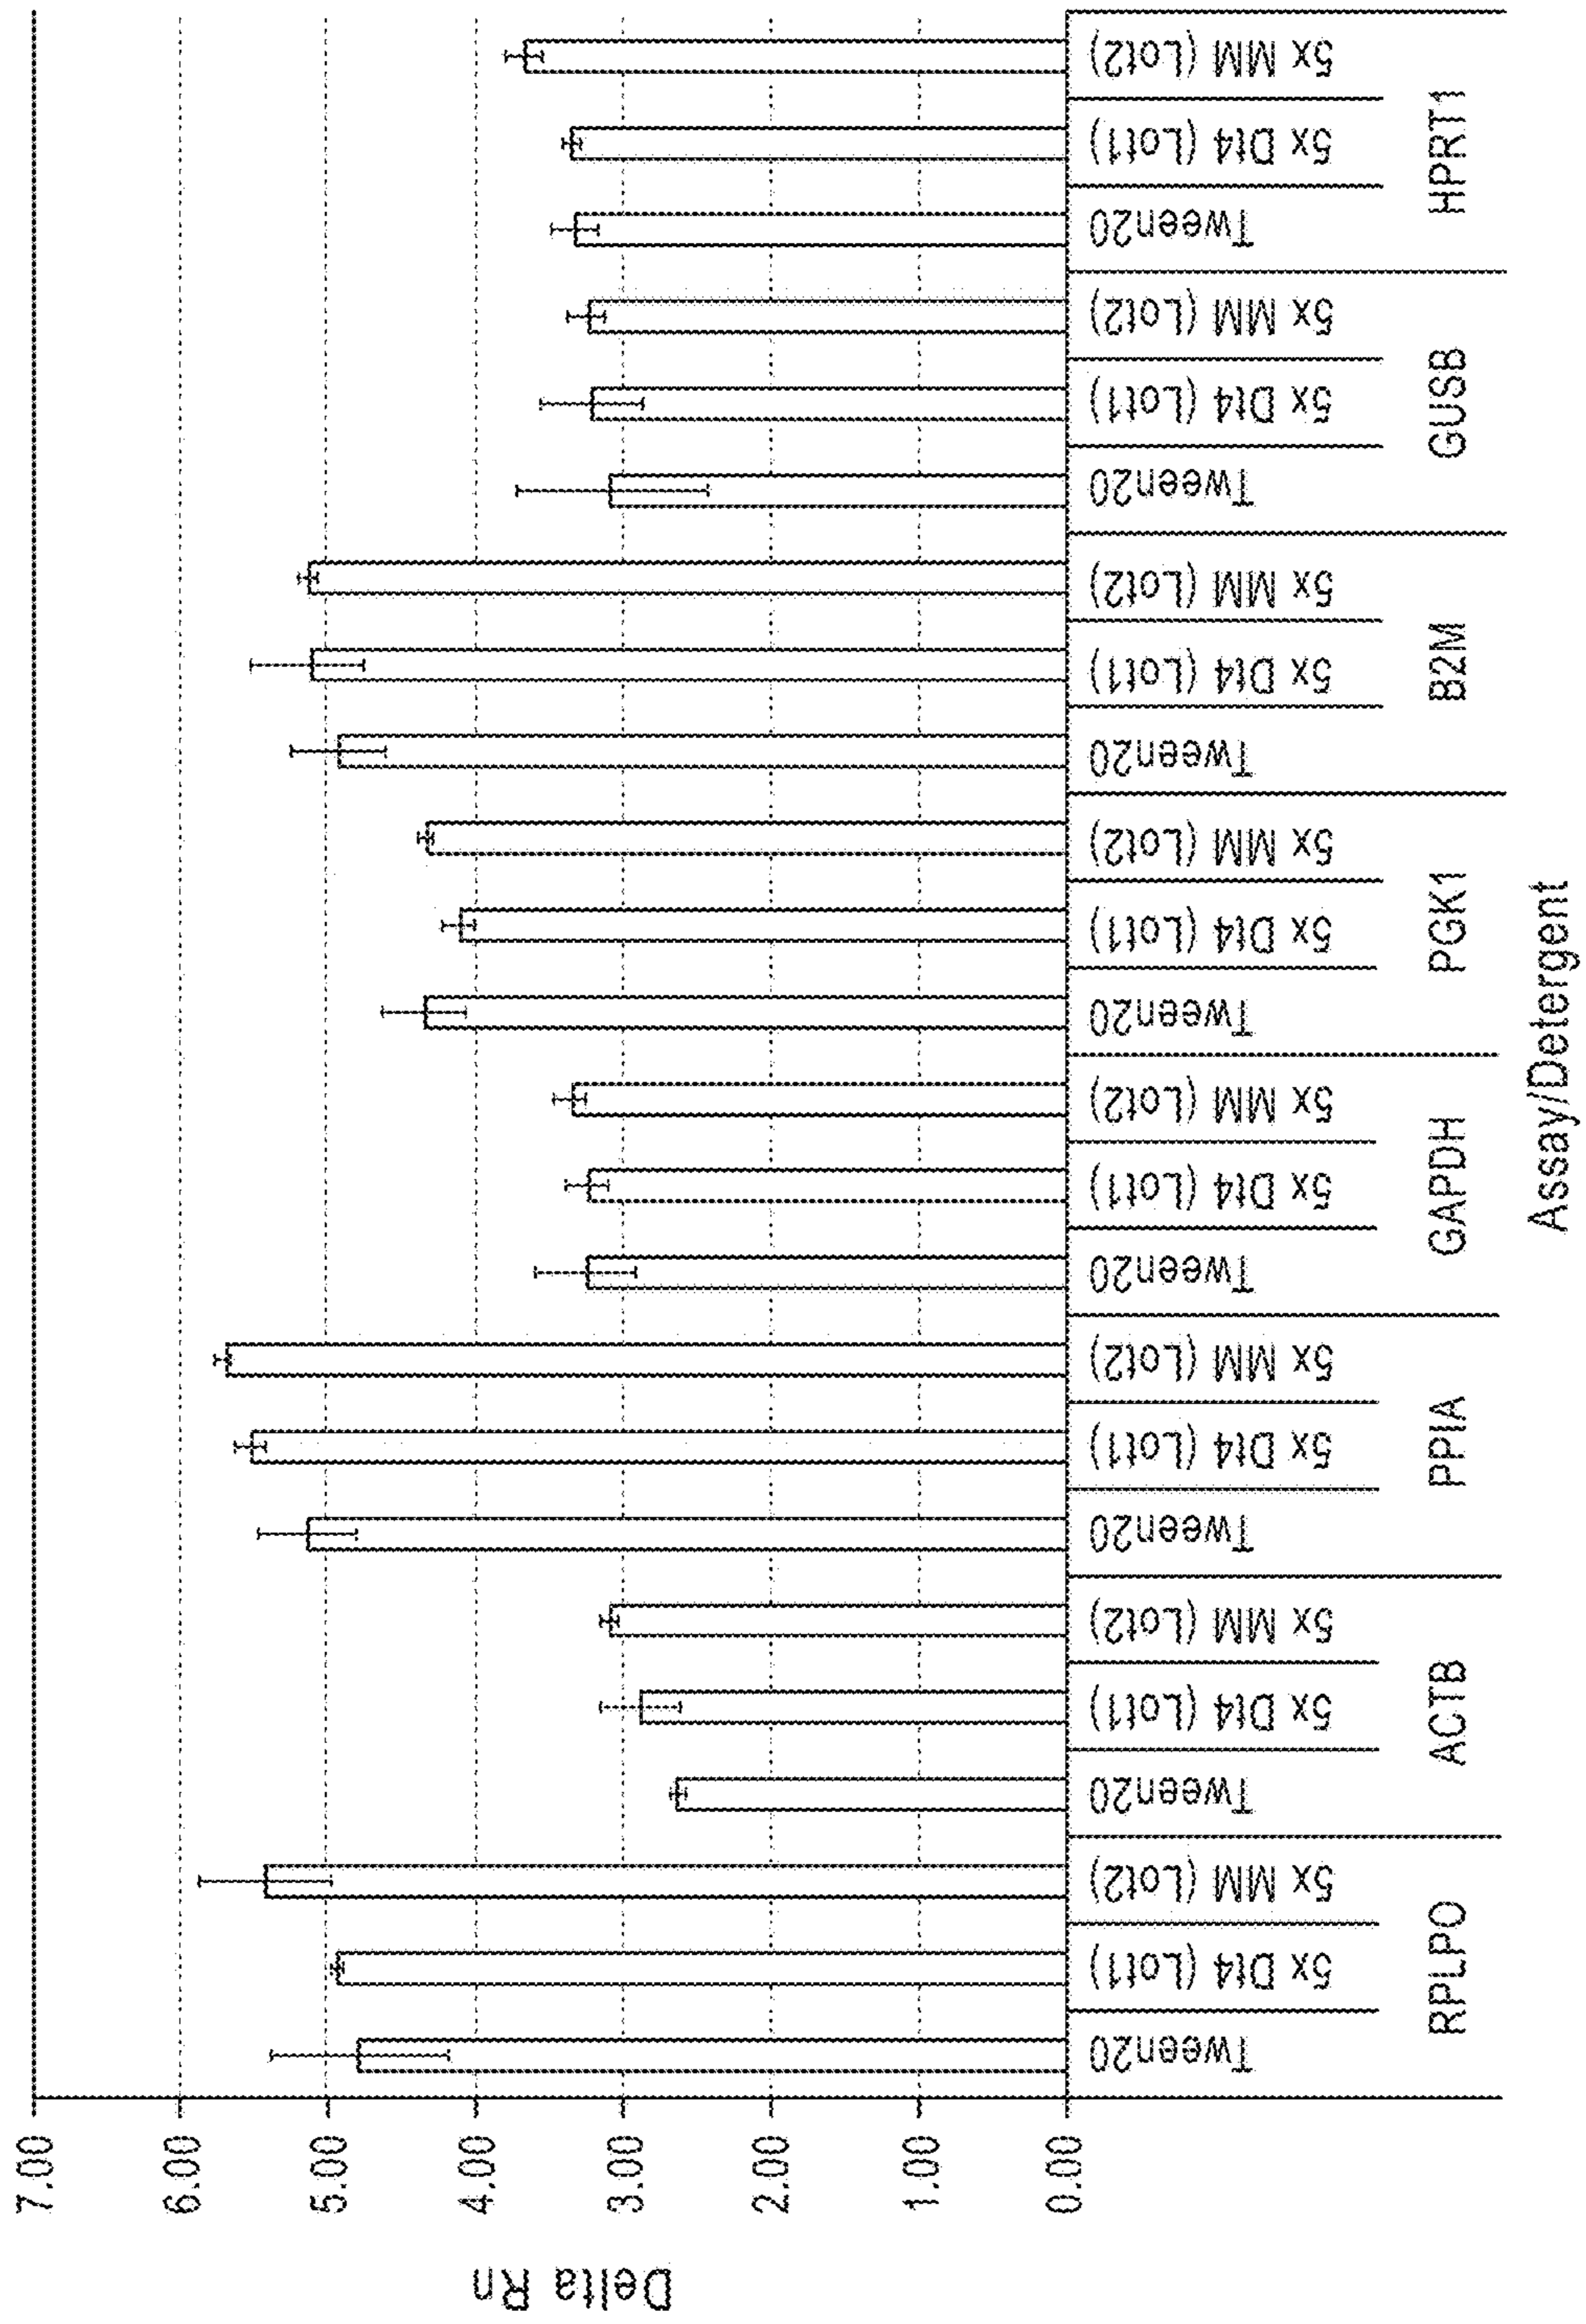 Delta Rn
7.00
6.00
5.00
4.00
3.00
2.00
1.00
0.00
Tween20
5x Dt4 (Lot1)
5x MM (Lot2)
Tween20
5x Dt4 (Lot1)
5x MM (Lot2)
Tween20
5x Dt4 (Lot1)
5x MM (Lot2)
Tween20
5x Dt4 (Lot1)
5x MM (Lot2)
Tween20
5x Dt4 (Lot1)
5x MM (Lot2)
Tween20
5x Dt4 (Lot1)
5x MM (Lot2)
Tween20
5x Dt4 (Lot1)
5x MM (Lot2)
Tween20
5x Dt4 (Lot1)
5x MM (Lot2)
RPLPO
ACTB
PPIA
GAPDH
PGK1
B2M
GUSB
HPRT1
Assay/Detergent